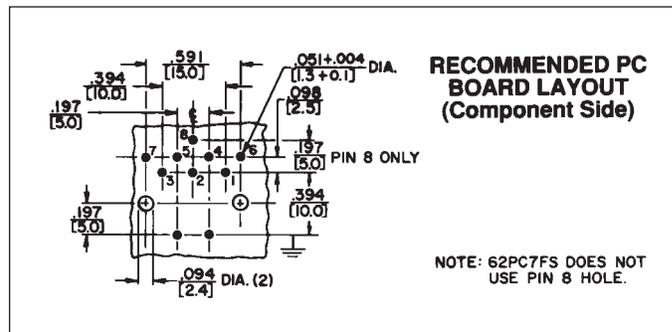 .591
[15.0]
.051+.004 DIA.
[1.3+0.1]
.394
[10.0]
.098
[2.5]
.197
[5.0]
RECOMMENDED PC
BOARD LAYOUT
(Component Side)
8
7
5
4
6
.197
[5.0] PIN 8 ONLY
3
2
1
.394
[10.0]
.197
[5.0]
.094 DIA. (2)
[2.4]
NOTE: 62PC7FS DOES NOT
USE PIN 8 HOLE.